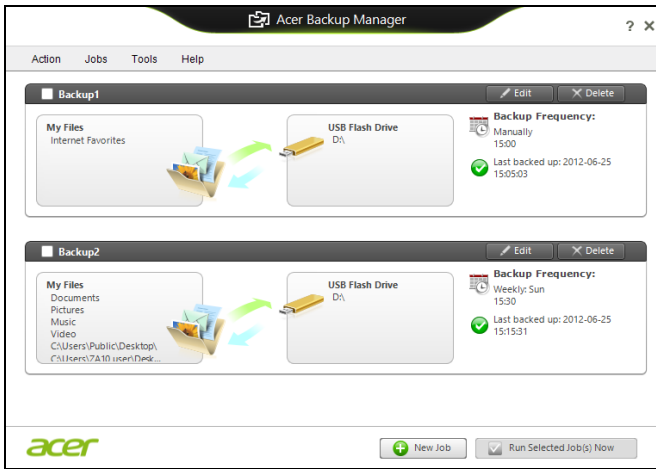 Acer Backup Manager
? X
Action Jobs Tools Help
Backup1
Edit
Delete
My Files
Internet Favorites
USB Flash Drive
D:\
Backup Frequency:
Manually
15:00
Last backed up: 2012-06-25
15:05:03
Backup2
Edit
Delete
My Files
Documents
Pictures
Music
Video
C:\Users\Public\Desktop\
C:\Users\ZA10 user\Desk...
USB Flash Drive
D:\
Backup Frequency:
Weekly: Sun
15:30
Last backed up: 2012-06-25
15:15:31
acer
New Job
Run Selected Job(s) Now